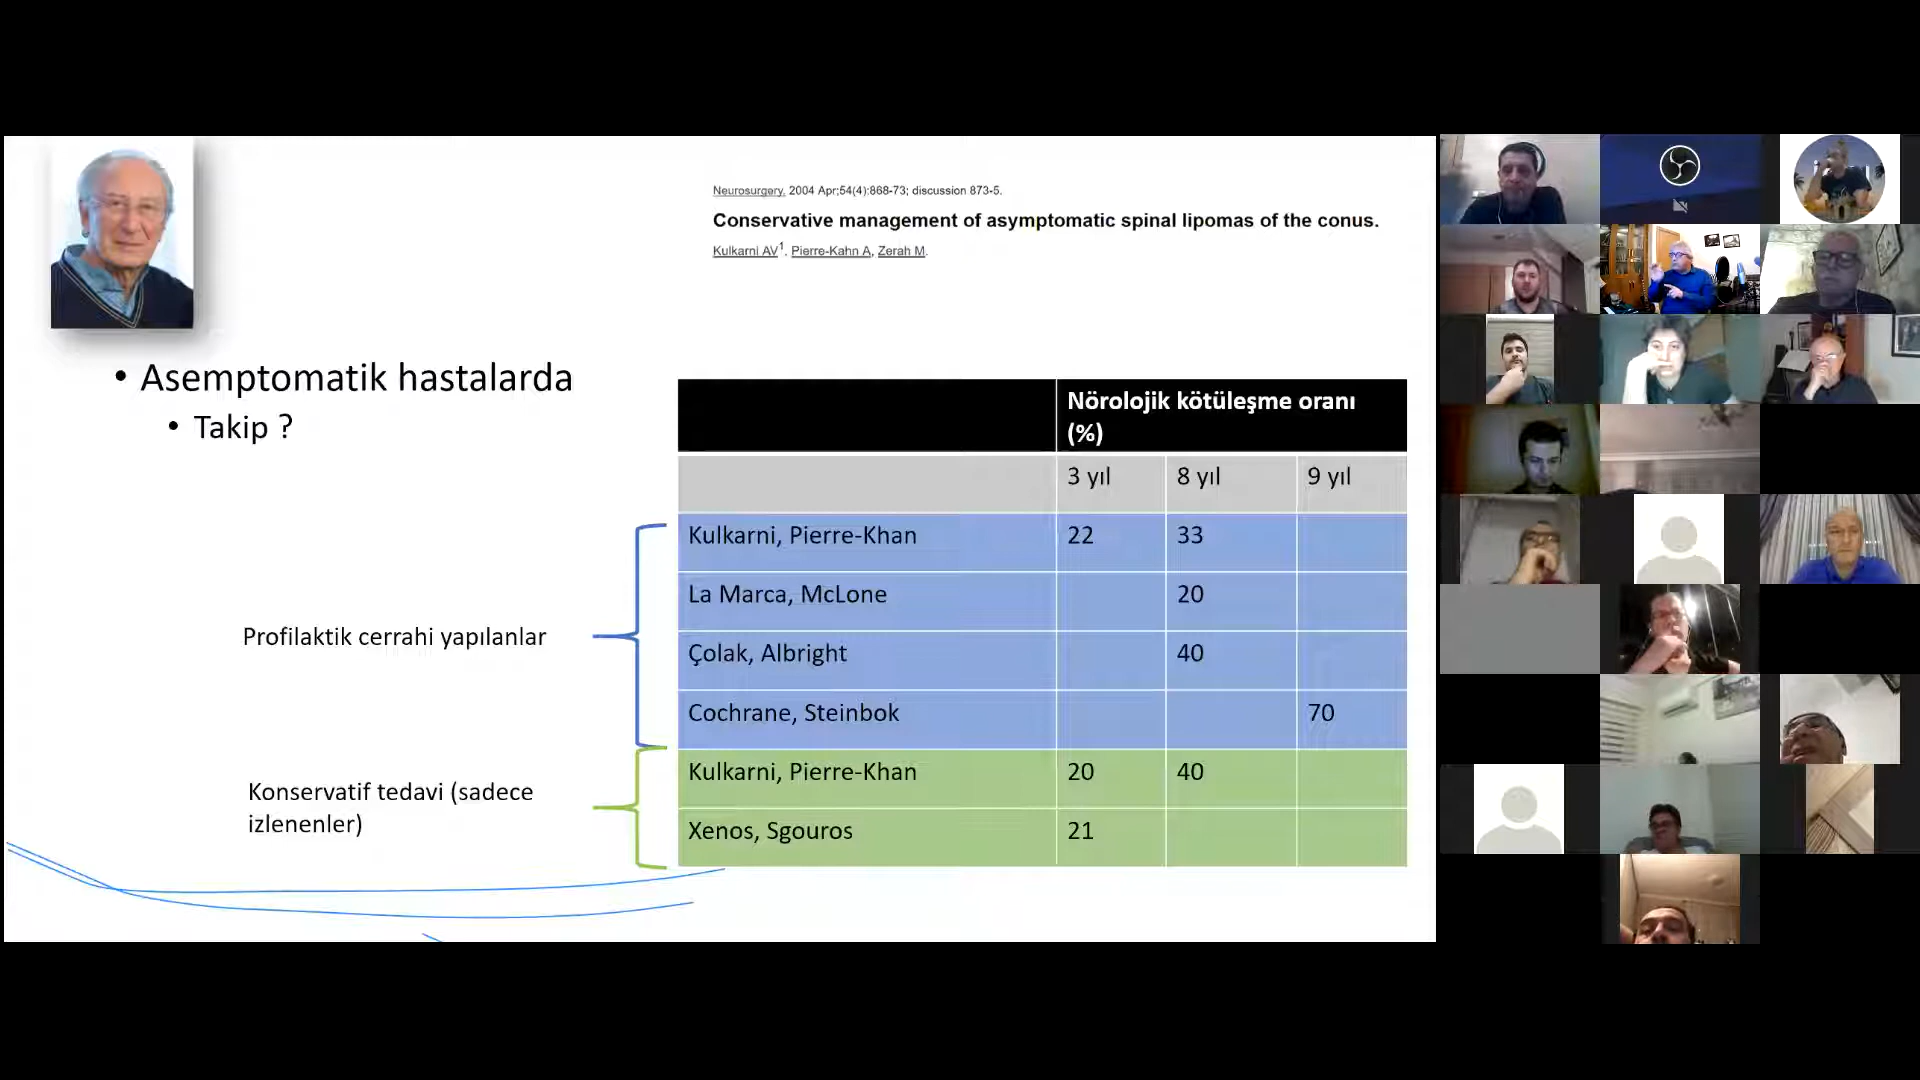 Neurosurgery. 2004 Apr;54(4):868-73; discussion 873-5.
Conservative management of asymptomatic spinal lipomas of the conus.
Kulkarni AV1, Pierre-Kahn A, Zerah M.
• Asemptomatik hastalarda
• Takip ?
Nörolojik kötüleşme oranı
(%)
3 yıl 8 yıl 9 yıl
Profilaktik cerrahi yapılanlar
Kulkarni, Pierre-Khan 22 33
La Marca, McLone 20
Çolak, Albright 40
Cochrane, Steinbok 70
Konservatif tedavi (sadece
izlenenler)
Kulkarni, Pierre-Khan 20 40
Xenos, Sgouros 21